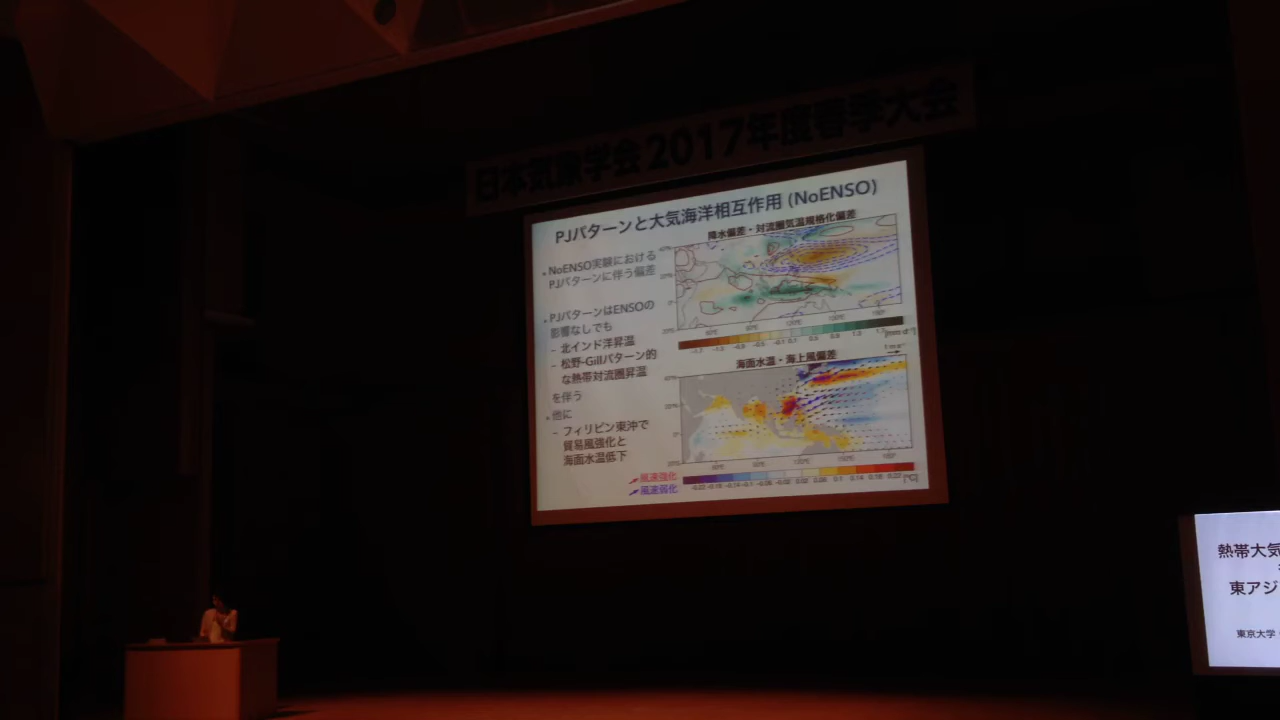 日本気象学会2017年度春季大会
PJパターンと大気海洋相互作用 (NoENSO)
• NoENSO実験における
PJパターンに伴う偏差
• PJパターンはENSOの
影響なしでも
– 北インド洋昇温
– 松野-Gillパターン的
な熱帯対流圏昇温
を伴う
• 他に
– フィリピン東沖で
貿易風強化と
海面水温低下
降水偏差・対流圏気温規格化偏差
[mm d⁻¹]
海面水温・海上風偏差
風速強化
風速弱化
[°C]
熱帯大気
東アジ
東京大学